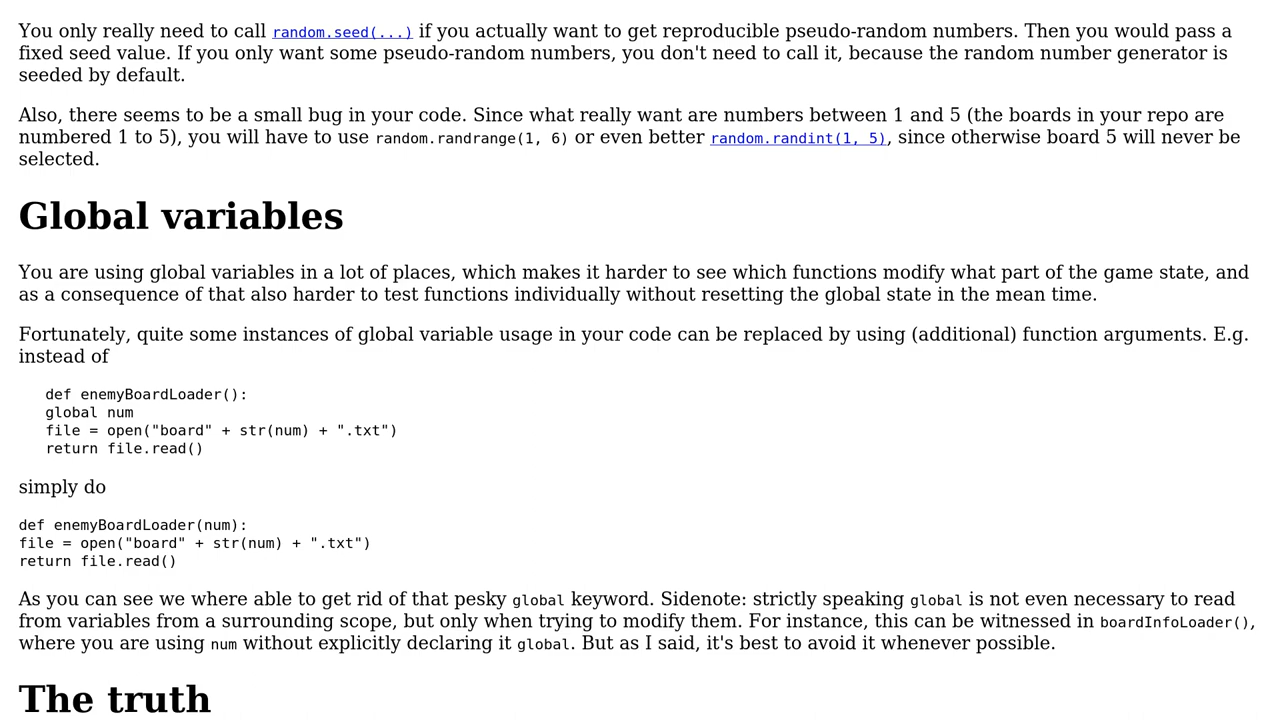 You only really need to call random.seed(...) if you actually want to get reproducible pseudo-random numbers. Then you would pass a
fixed seed value. If you only want some pseudo-random numbers, you don't need to call it, because the random number generator is
seeded by default.
Also, there seems to be a small bug in your code. Since what really want are numbers between 1 and 5 (the boards in your repo are
numbered 1 to 5), you will have to use random.randrange(1, 6) or even better random.randint(1, 5), since otherwise board 5 will never be
selected.
Global variables
You are using global variables in a lot of places, which makes it harder to see which functions modify what part of the game state, and
as a consequence of that also harder to test functions individually without resetting the global state in the mean time.
Fortunately, quite some instances of global variable usage in your code can be replaced by using (additional) function arguments. E.g.
instead of
def enemyBoardLoader():
global num
file = open("board" + str(num) + ".txt")
return file.read()
simply do
def enemyBoardLoader(num):
file = open("board" + str(num) + ".txt")
return file.read()
As you can see we where able to get rid of that pesky global keyword. Sidenote: strictly speaking global is not even necessary to read
from variables from a surrounding scope, but only when trying to modify them. For instance, this can be witnessed in boardInfoLoader(),
where you are using num without explicitly declaring it global. But as I said, it's best to avoid it whenever possible.
The truth